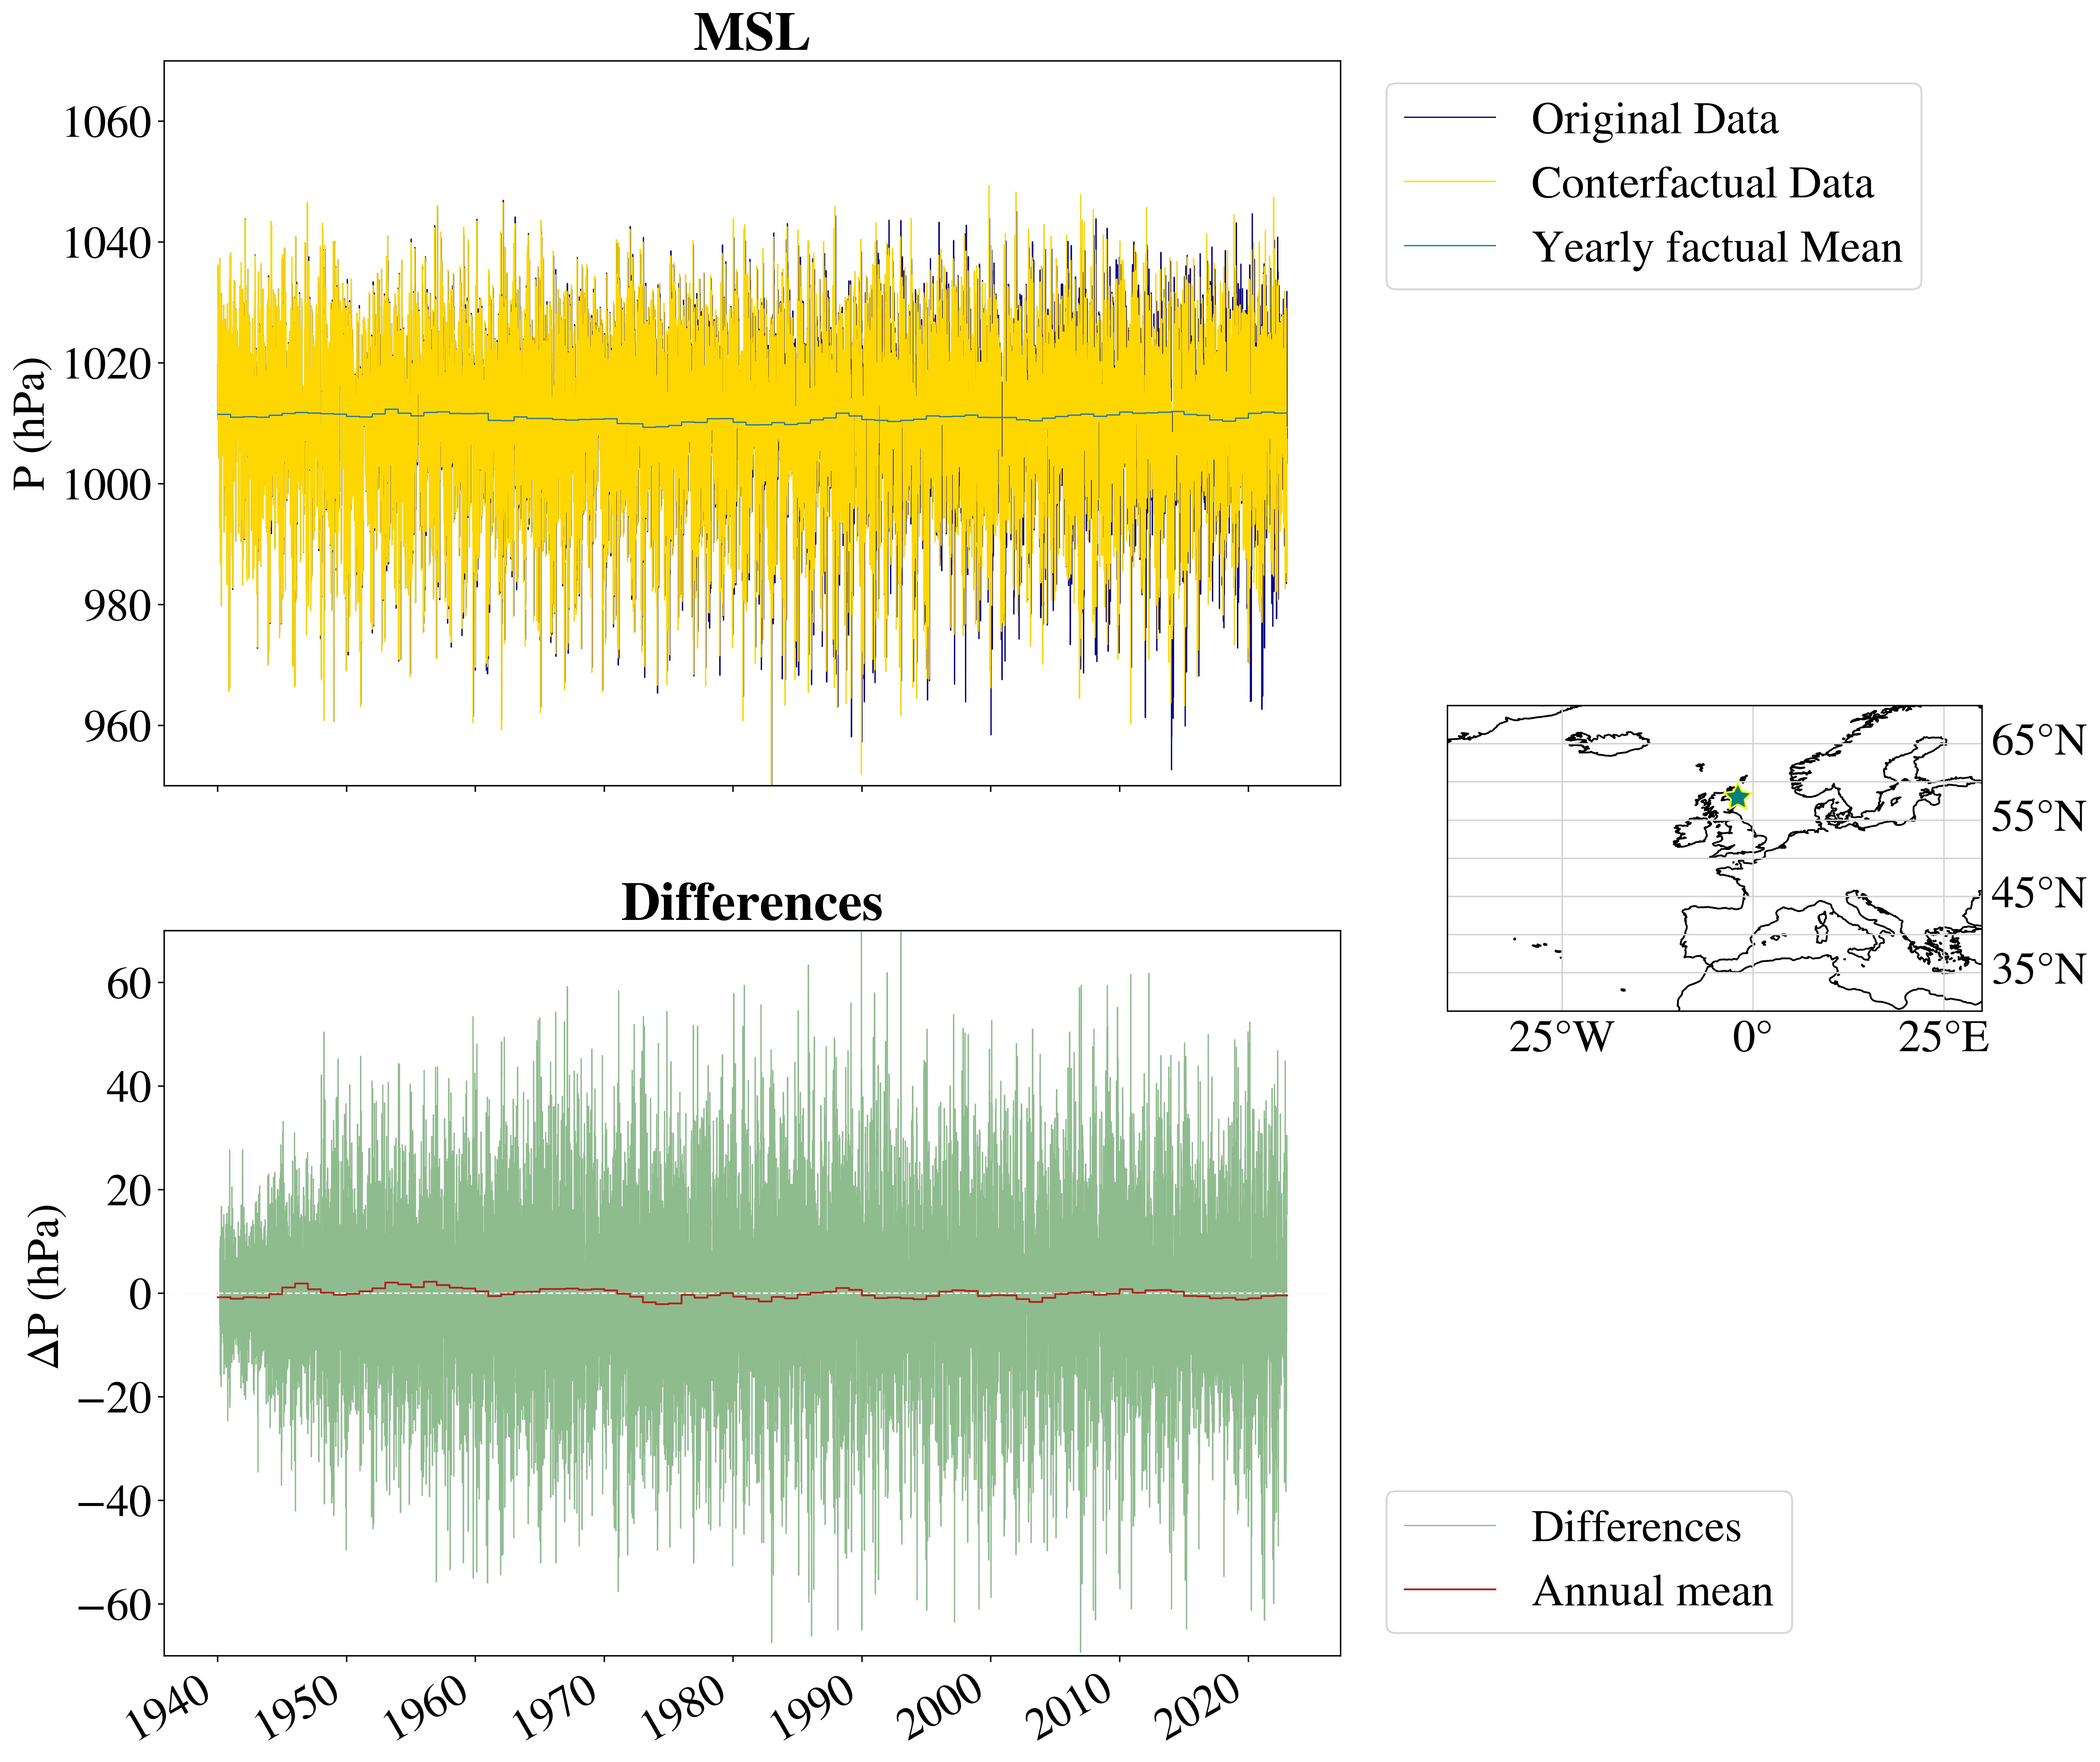 MSL
1060
1040
1020
1000
980
960
P (hPa)
Original Data
Conterfactual Data
Yearly factual Mean
65°N
55°N
45°N
35°N
25°W 0° 25°E
Differences
60
40
20
0
−20
−40
−60
ΔP (hPa)
1940 1950 1960 1970 1980 1990 2000 2010 2020
Differences
Annual mean